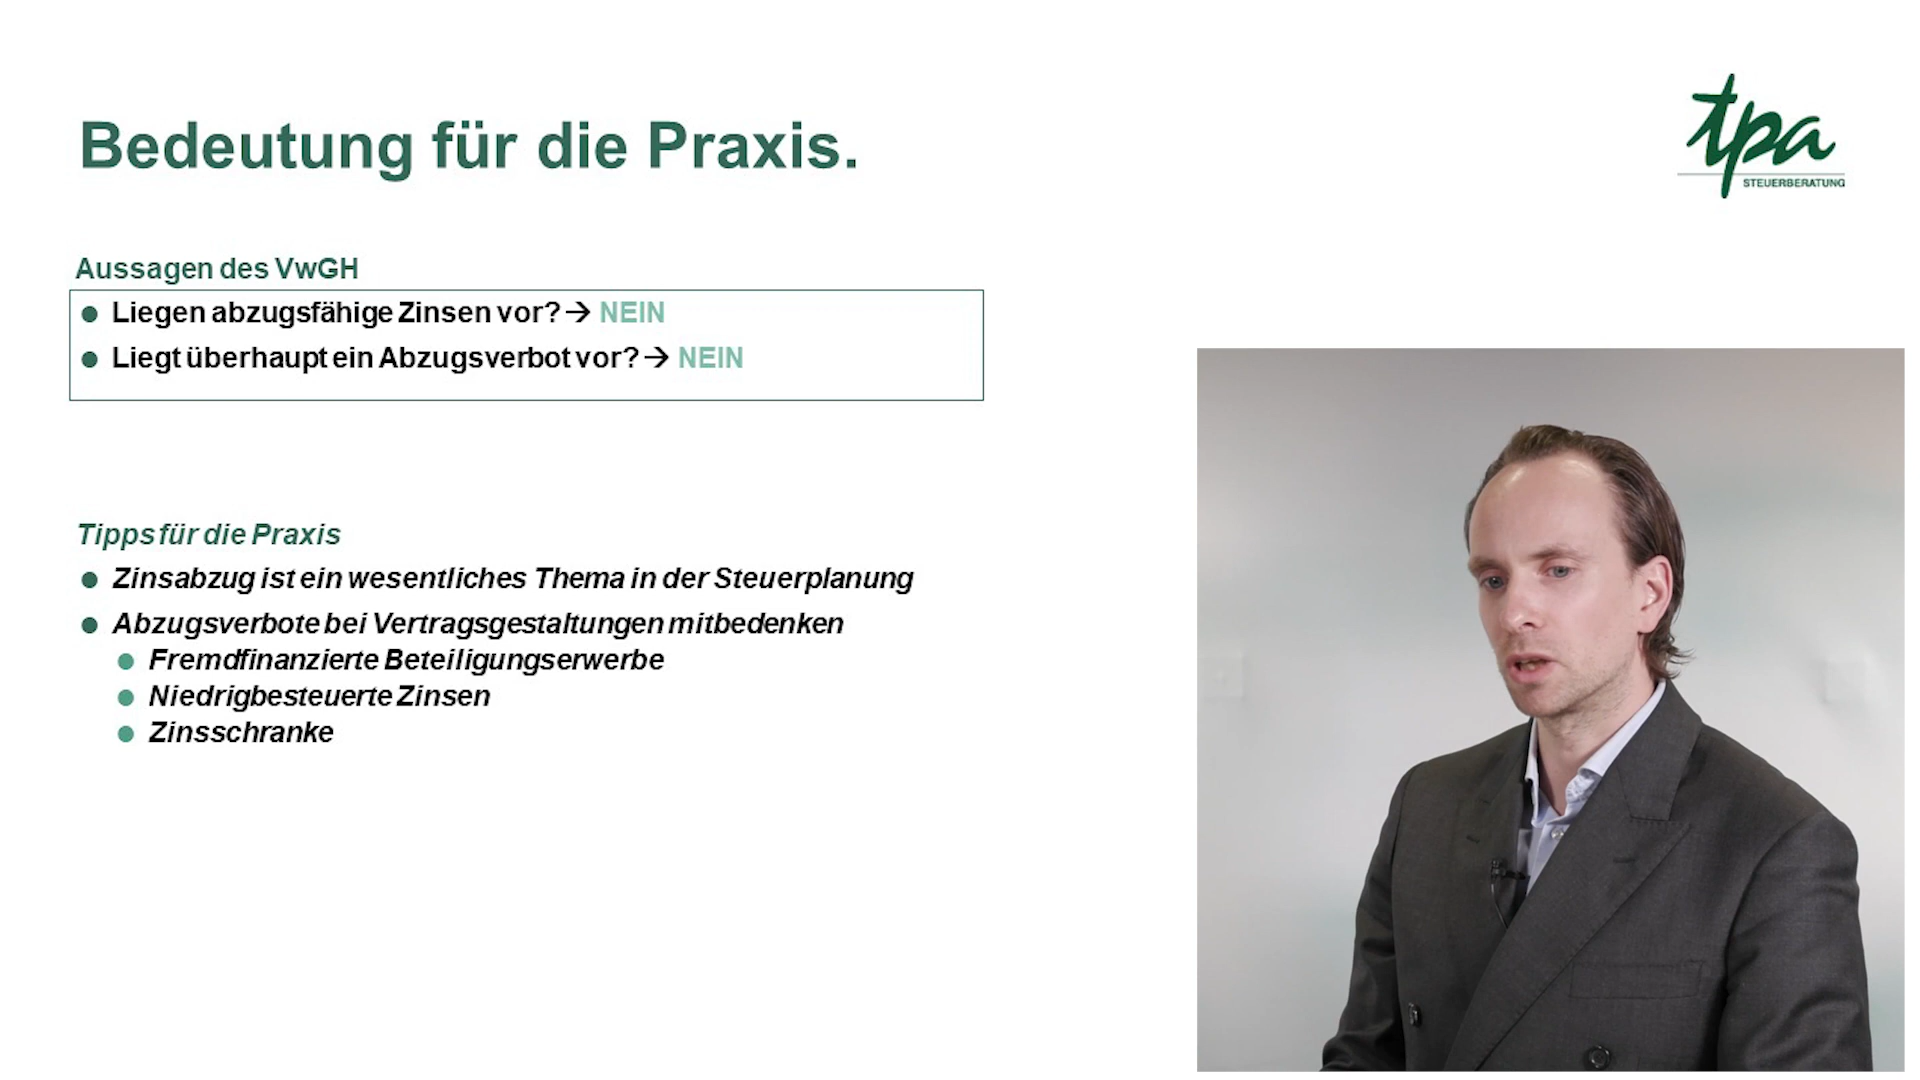 Bedeutung für die Praxis.
tpa
STEUERBERATUNG
Aussagen des VwGH
● Liegen abzugsfähige Zinsen vor? → NEIN
● Liegt überhaupt ein Abzugsverbot vor? → NEIN
Tipps für die Praxis
● Zinsabzug ist ein wesentliches Thema in der Steuerplanung
● Abzugsverbote bei Vertragsgestaltungen mitbedenken
● Fremdfinanzierte Beteiligungserwerbe
● Niedrigbesteuerte Zinsen
● Zinsschranke